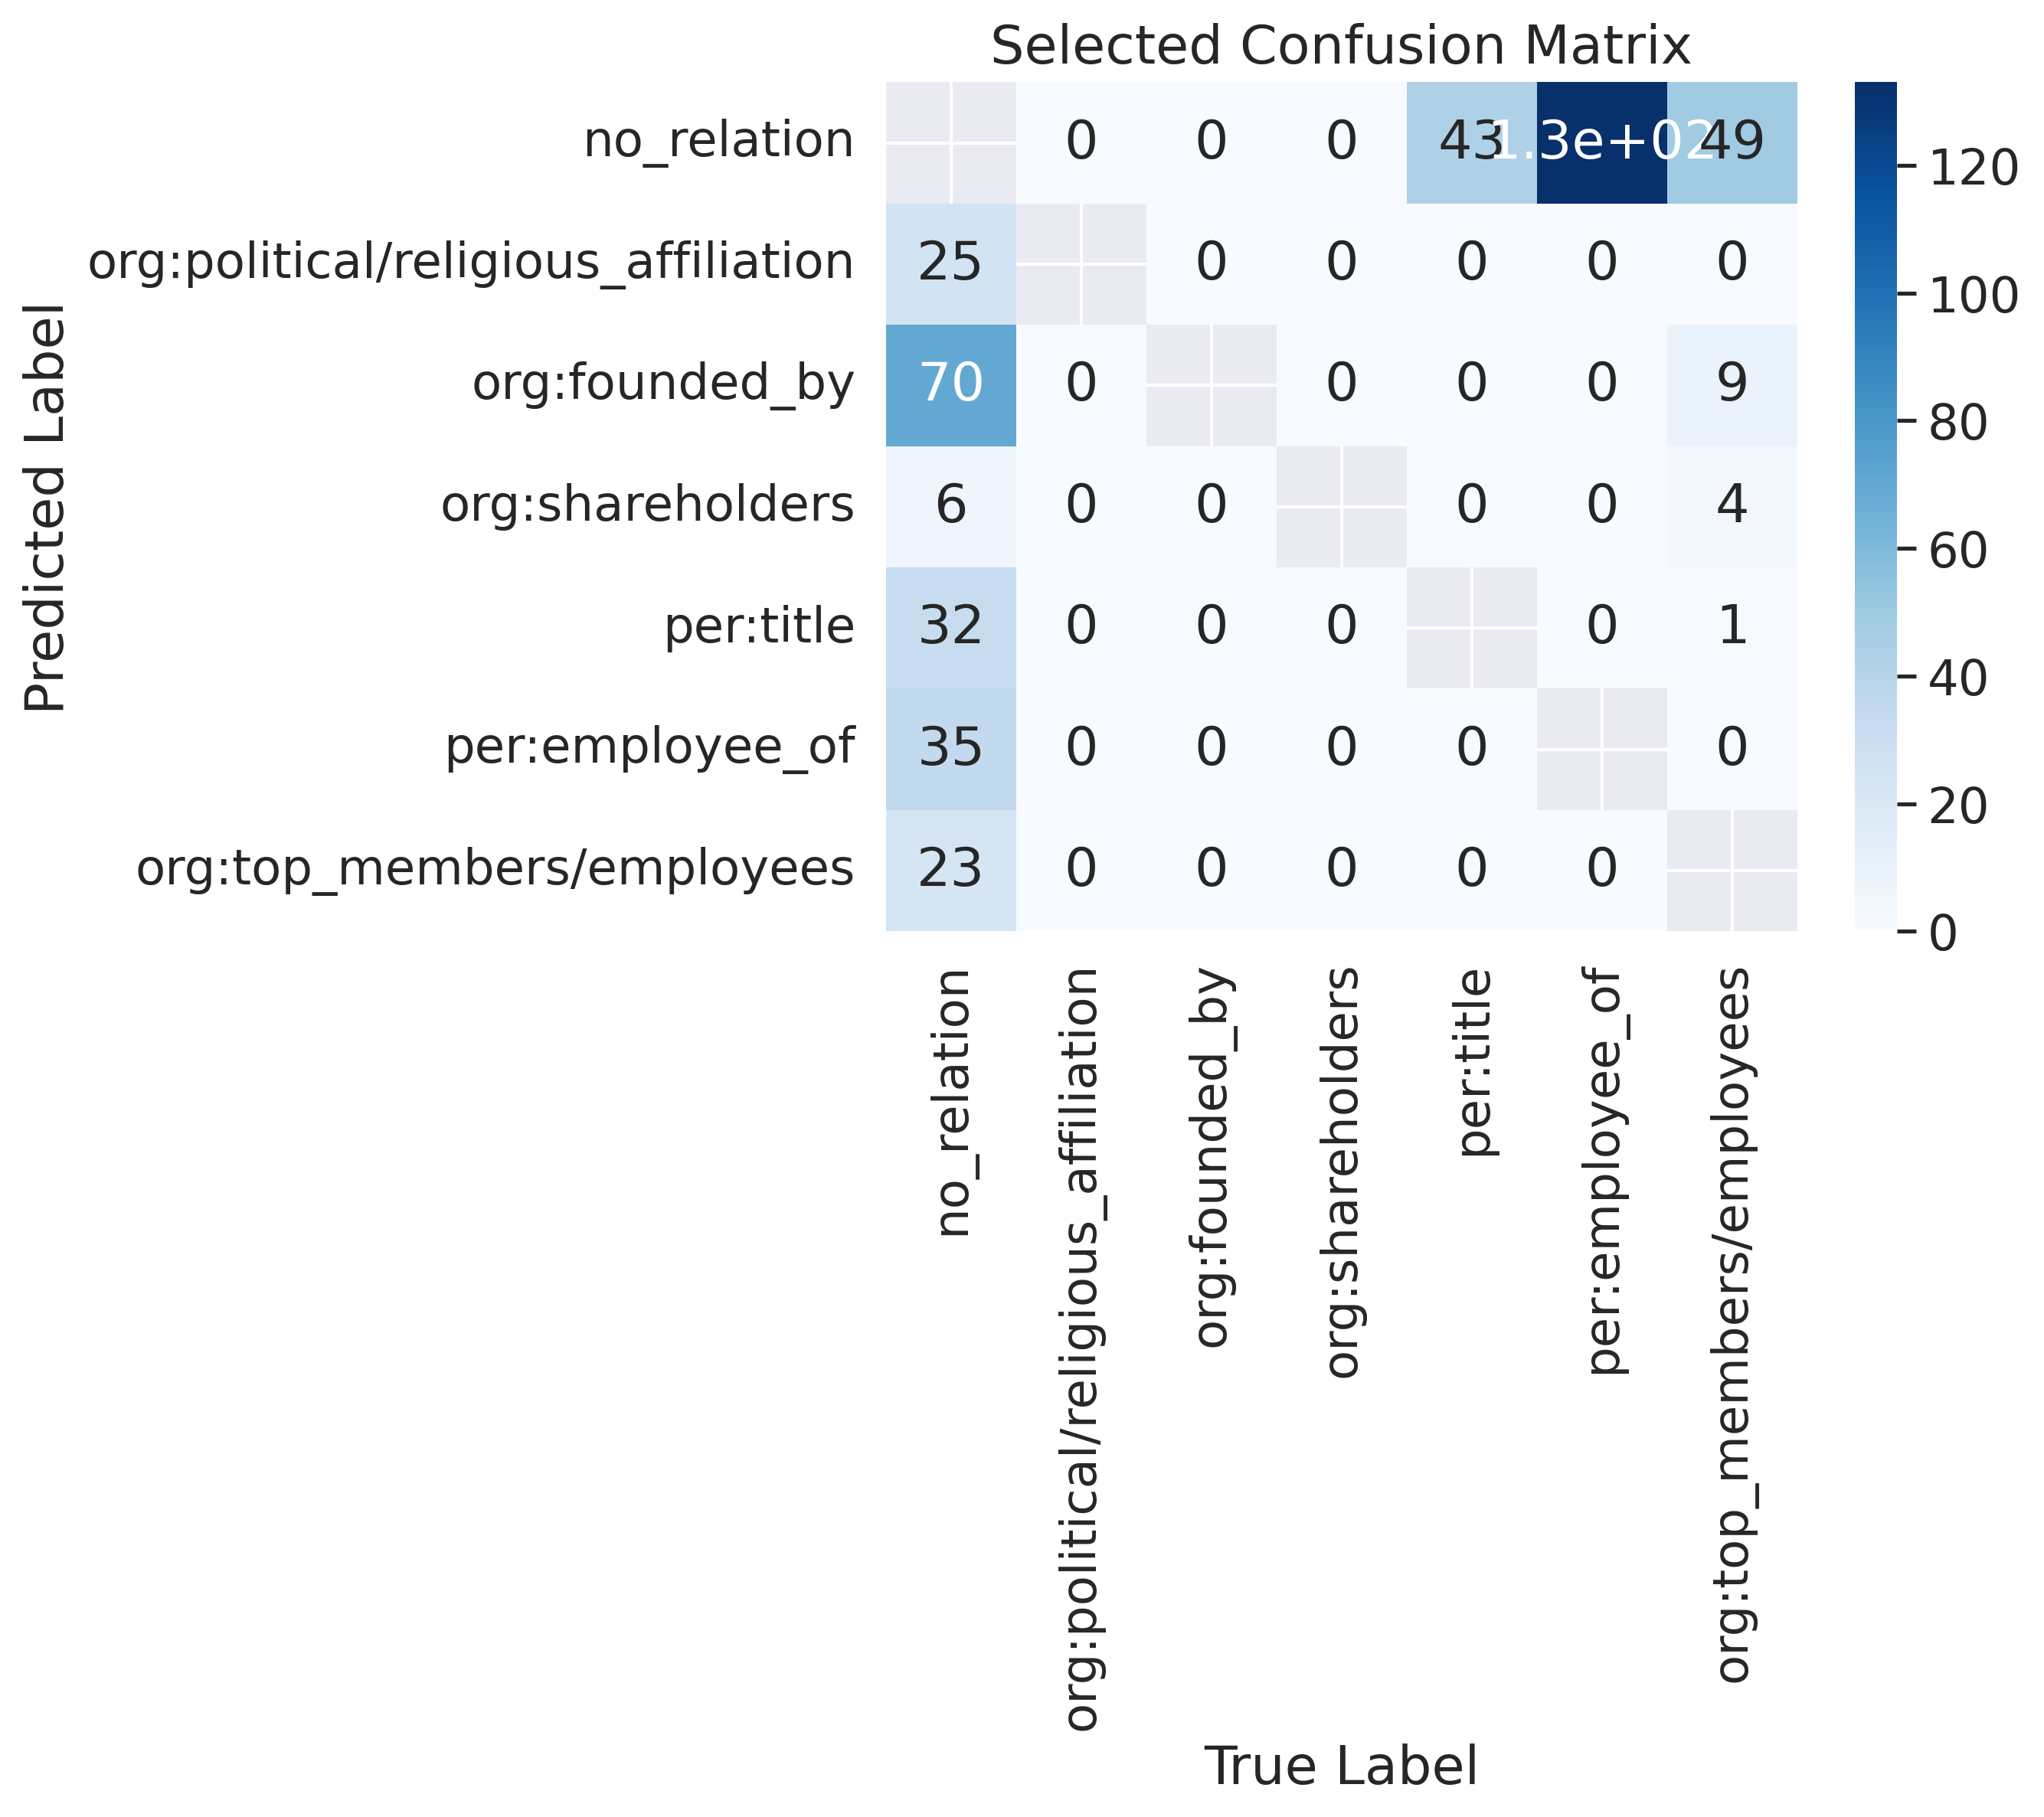 Selected Confusion Matrix
Predicted Label
no_relation 0 0 0 43 1.3e+02 49
org:political/religious_affiliation 25 0 0 0 0 0
org:founded_by 70 0 0 0 0 9
org:shareholders 6 0 0 0 0 4
per:title 32 0 0 0 0 1
per:employee_of 35 0 0 0 0 0
org:top_members/employees 23 0 0 0 0 0
120
100
80
60
40
20
0
no_relation
org:political/religious_affiliation
org:founded_by
org:shareholders
per:title
per:employee_of
org:top_members/employees
True Label